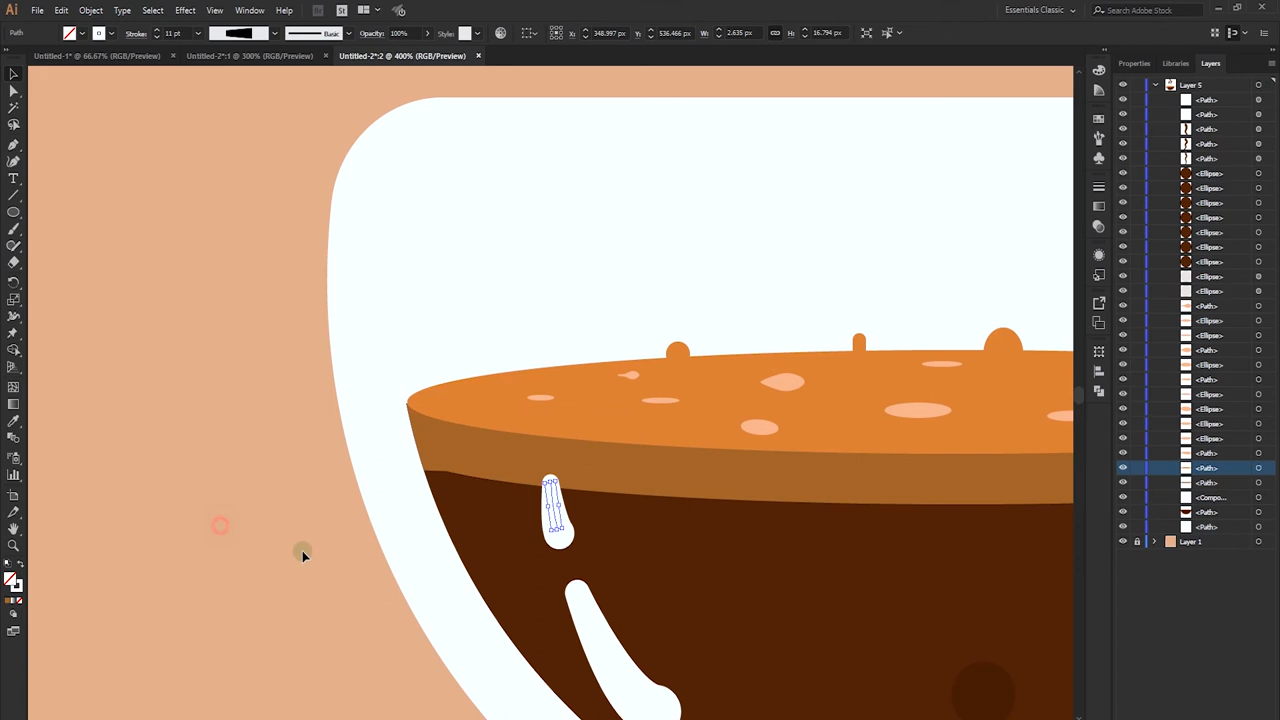 Ai File Edit Object Type Select Effect View Window Help Br St Essentials Classic Search Adobe Stock
Path Stroke: 11 pt Basic Opacity: 100% Style: X: 348.997 px Y: 536.466 px W: 2.635 px H: 16.794 px
Untitled-1* @ 66.67% (RGB/Preview) × Untitled-2*:1 @ 300% (RGB/Preview) × Untitled-2*:2 @ 400% (RGB/Preview) ×
Properties Libraries Layers
Layer 5
<Path>
<Path>
<Path>
<Path>
<Path>
<Ellipse>
<Ellipse>
<Ellipse>
<Ellipse>
<Ellipse>
<Ellipse>
<Ellipse>
<Ellipse>
<Ellipse>
<Path>
<Ellipse>
<Ellipse>
<Path>
<Ellipse>
<Path>
<Ellipse>
<Ellipse>
<Ellipse>
<Ellipse>
<Path>
<Path>
<Path>
<Compo...
<Path>
<Path>
Layer 1